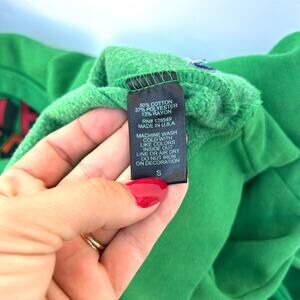 50% COTTON
37% POLYESTER
13% RAYON
RN# 128549
MADE IN U.S.A.
MACHINE WASH
COLD WITH
LIKE COLORS
INSIDE OUT
LINE OR AIR DRY
DO NOT IRON
ON DECORATION
S